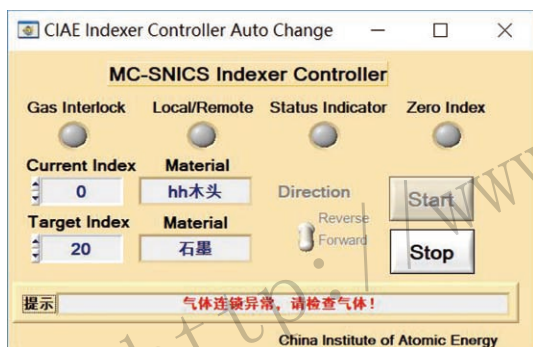 CIAE Indexer Controller Auto Change
MC-SNICS Indexer Controller
Gas Interlock Local/Remote Status Indicator Zero Index
Current Index Material
0 hh木头 Direction Start
Reverse
Target Index Material Forward
20 石墨 Stop
提示 气体连锁异常，请检查气体！
China Institute of Atomic Energy
http://www